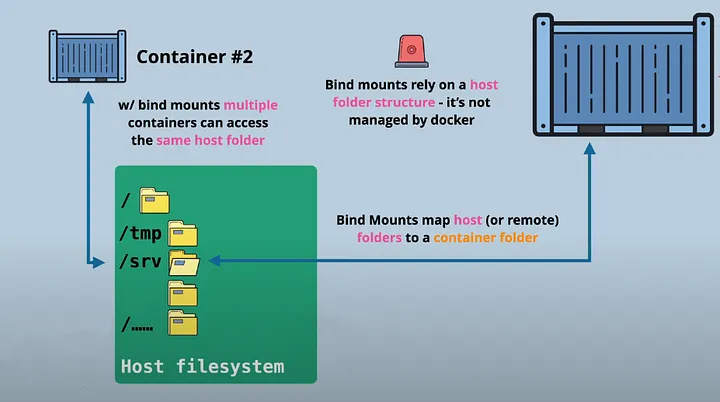 Container #2
w/ bind mounts multiple
containers can access
the same host folder
Bind mounts rely on a host
folder structure - it's not
managed by docker
Bind Mounts map host (or remote)
folders to a container folder
/
/tmp
/srv
/......
Host filesystem